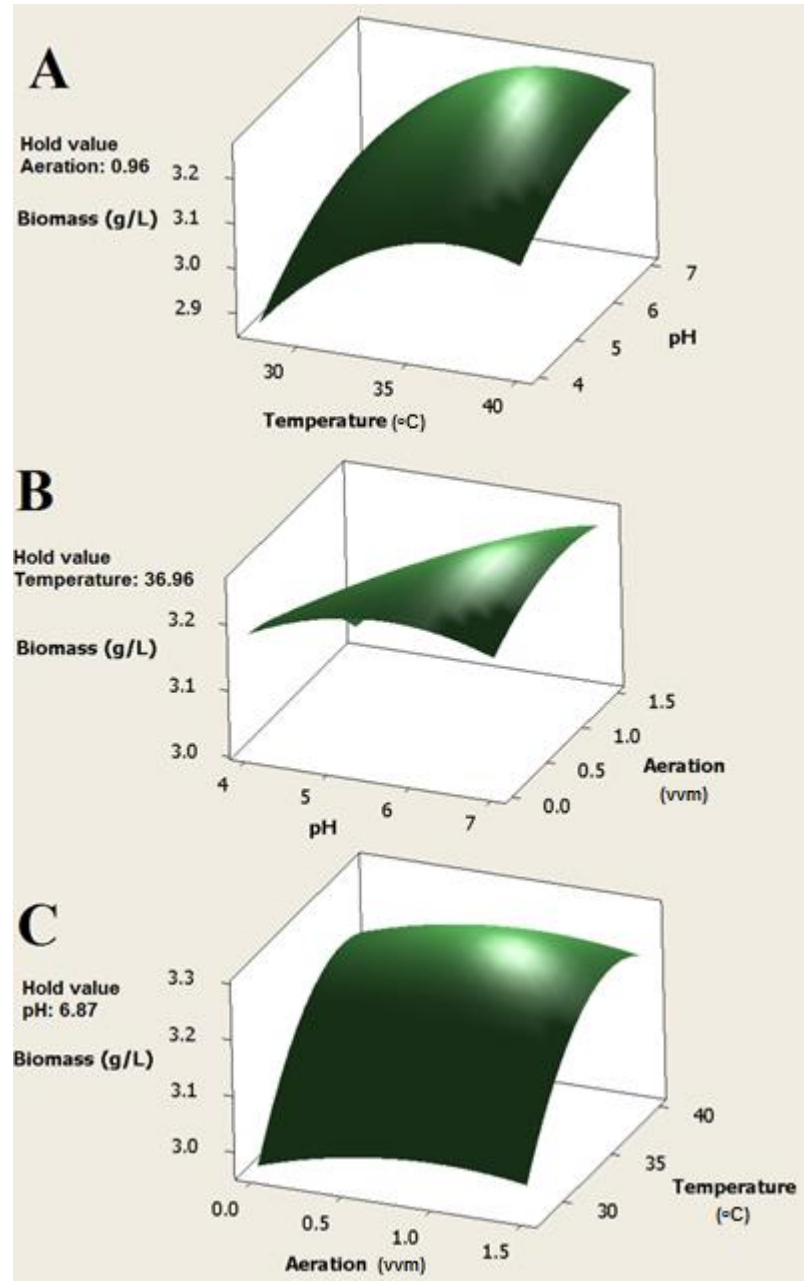 A
Hold value
Aeration: 0.96
3.2
Biomass (g/L)
3.1
3.0
2.9
30
35
40
Temperature (°C)
4
5
6
7
pH
B
Hold value
Temperature: 36.96
3.2
Biomass (g/L)
3.1
3.0
4
5
6
7
pH
0.0
0.5
1.0
1.5
Aeration
(vvm)
C
3.3
Hold value
pH: 6.87
3.2
Biomass (g/L)
3.1
3.0
0.0
0.5
1.0
1.5
Aeration (vvm)
30
35
40
Temperature
(°C)